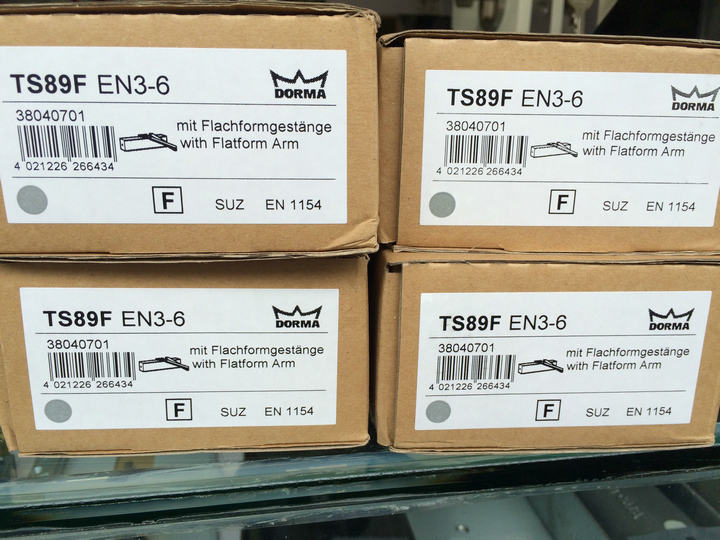 TS89F EN3-6
DORMA
38040701
mit Flachformgestänge
with Flatform Arm
4 021226 266434
F SUZ EN 1154
TS89F EN3-6
DORMA
38040701
mit Flachformgestänge
with Flatform Arm
4 021226 266434
F SUZ EN 1154
TS89F EN3-6
DORMA
38040701
mit Flachformgestänge
with Flatform Arm
4 021226 266434
F SUZ EN 1154
TS89F EN3-6
DORMA
38040701
mit Flachformgestänge
with Flatform Arm
4 021226 266434
F SUZ EN 1154